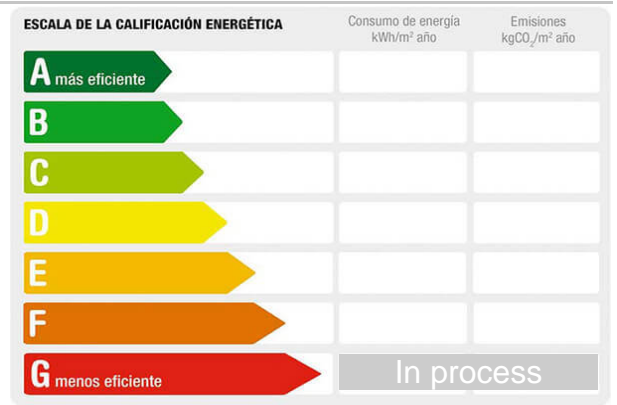 ESCALA DE LA CALIFICACIÓN ENERGÉTICA
Consumo de energía
kWh/m² año
Emisiones
kgCO₂/m² año
A más eficiente
B
C
D
E
F
G menos eficiente
In process